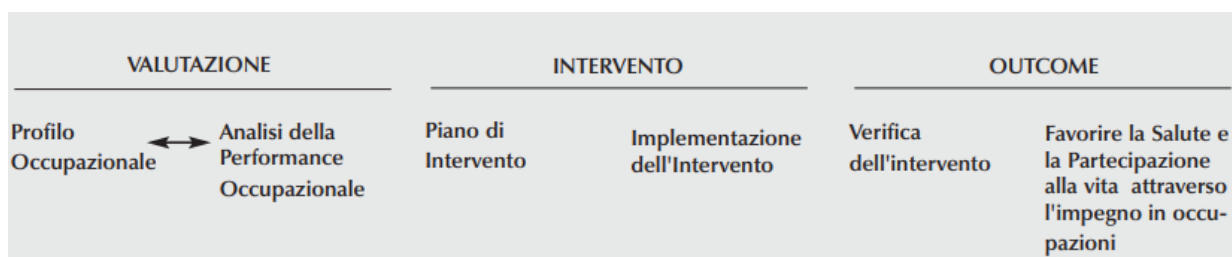 VALUTAZIONE
INTERVENTO
OUTCOME
Profilo
Occupazionale
Analisi della
Performance
Occupazionale
Piano di
Intervento
Implementazione
dell'Intervento
Verifica
dell'intervento
Favorire la Salute e
la Partecipazione
alla vita attraverso
l'impegno in occu-
pazioni